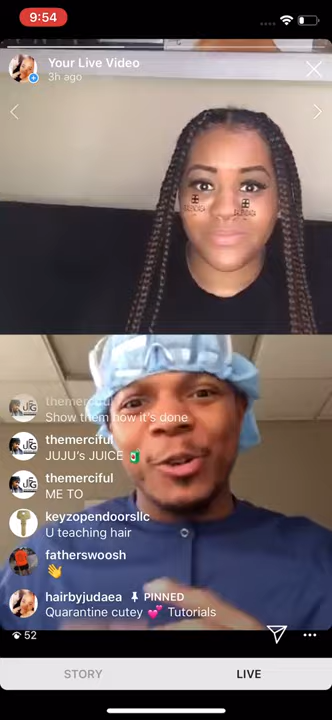 9:54
Your Live Video
3h ago
themerciful
Show them how it's done
themerciful
JUJU's JUICE 🧃
themerciful
ME TO
keyzopendoorsllc
U teaching hair
fatherswoosh
👋
hairbyjudaea PINNED
Quarantine cutey 💕 Tutorials
52
STORY LIVE